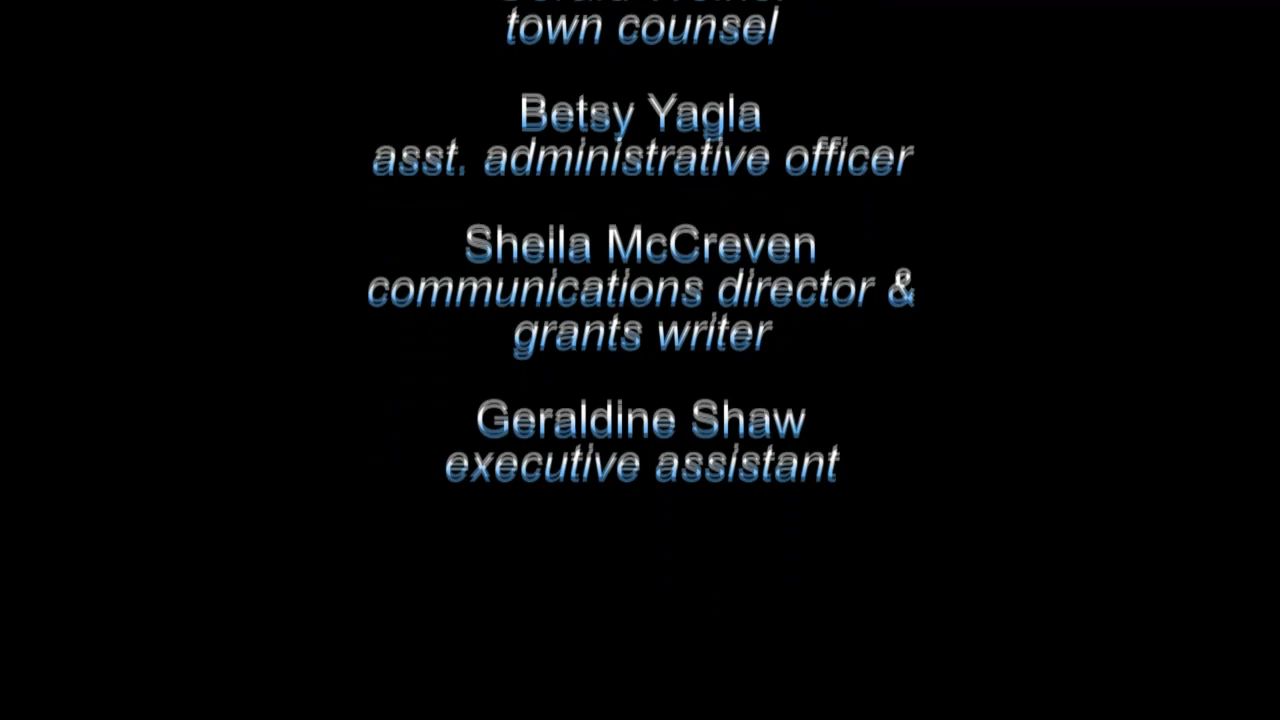 town counsel
Betsy Yagla
asst. administrative officer
Sheila McCreven
communications director &
grants writer
Geraldine Shaw
executive assistant